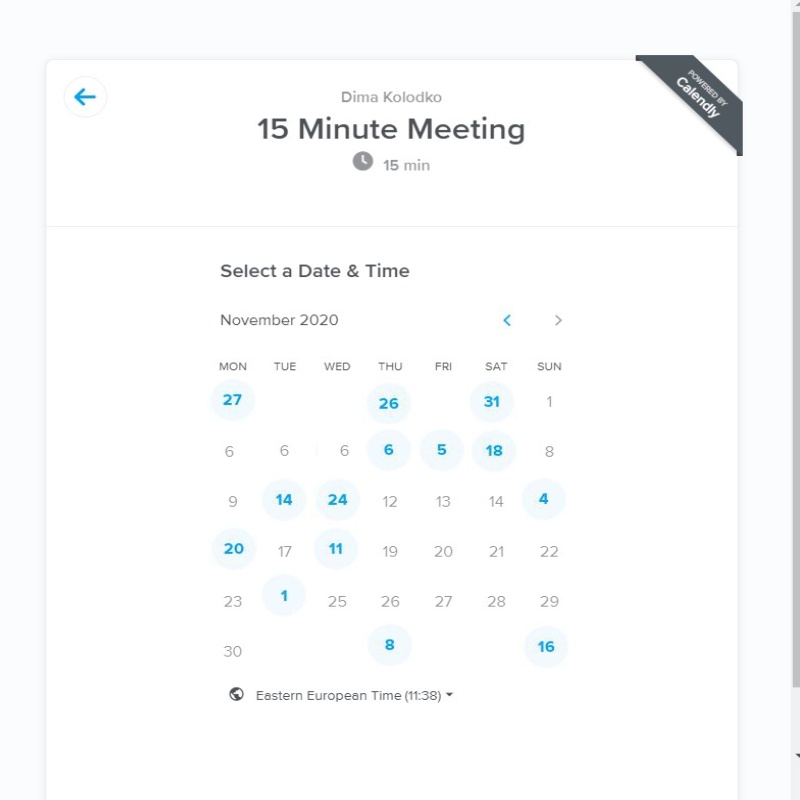 POWERED BY
Calendly
Dima Kolodko
15 Minute Meeting
15 min
Select a Date & Time
November 2020
MON TUE WED THU FRI SAT SUN
27 26 31 1
6 6 6 6 5 18 8
9 14 24 12 13 14 4
20 17 11 19 20 21 22
23 1 25 26 27 28 29
30 8 16
Eastern European Time (11:38)